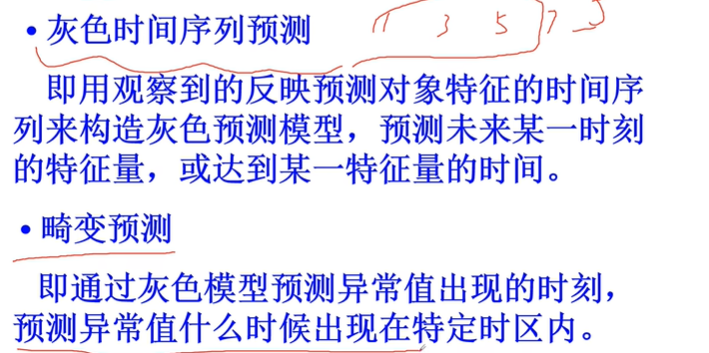 • 灰色时间序列预测 1 3 5 7
即用观察到的反映预测对象特征的时间序
列来构造灰色预测模型，预测未来某一时刻
的特征量，或达到某一特征量的时间。
• 畸变预测
即通过灰色模型预测异常值出现的时刻，
预测异常值什么时候出现在特定时区内。